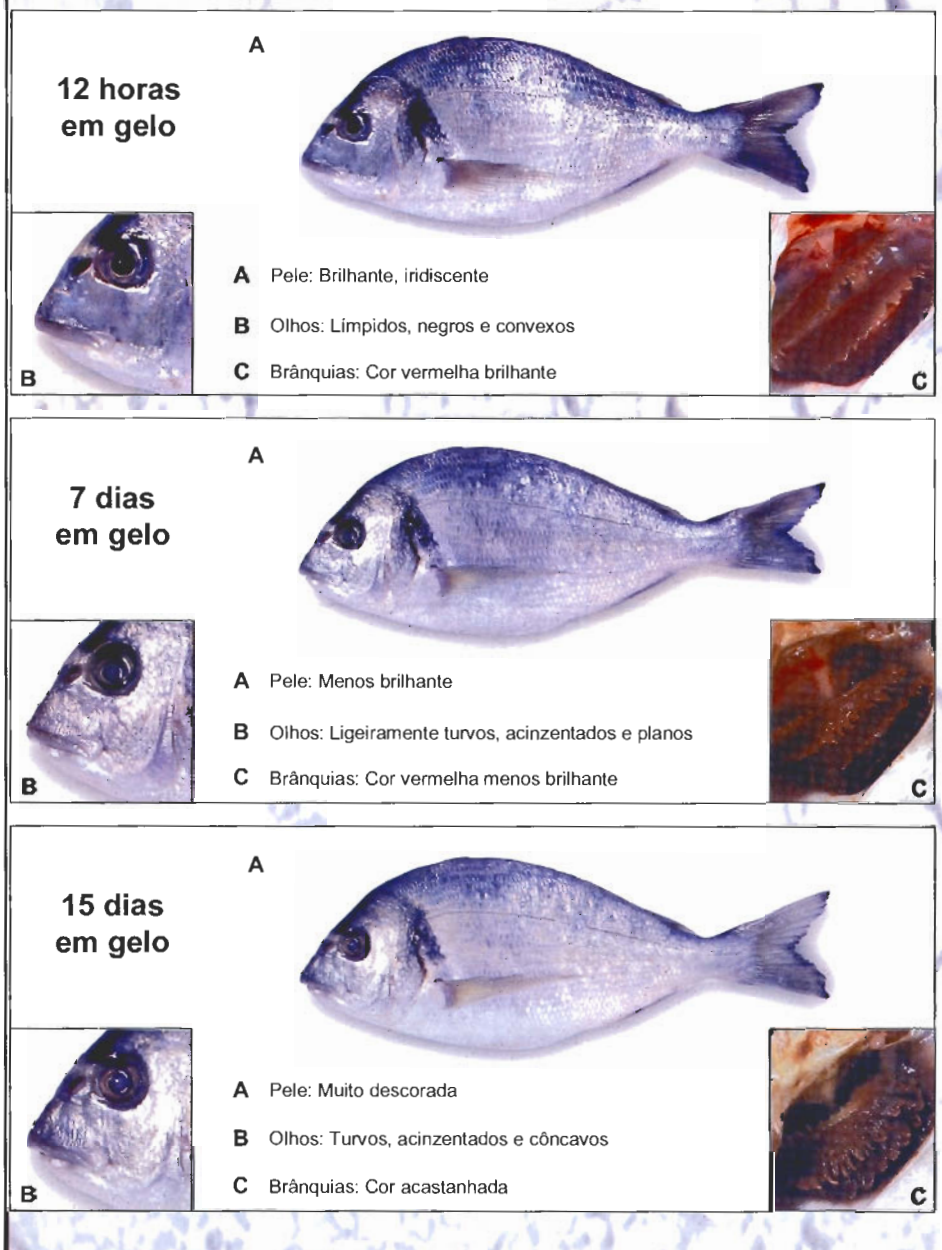 A
12 horas
em gelo
A Pele: Brilhante, iridiscente
B Olhos: Límpidos, negros e convexos
C Brânquias: Cor vermelha brilhante
B
C
A
7 dias
em gelo
A Pele: Menos brilhante
B Olhos: Ligeiramente turvos, acinzentados e planos
C Brânquias: Cor vermelha menos brilhante
B
C
A
15 dias
em gelo
A Pele: Muito descorada
B Olhos: Turvos, acinzentados e côncavos
C Brânquias: Cor acastanhada
B
C